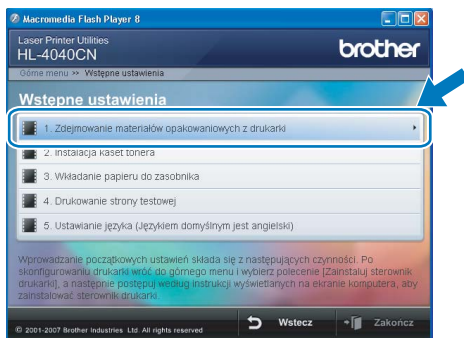 Macromedia Flash Player 8
Laser Printer Utilities
HL-4040CN
brother
Górne menu >> Wstępne ustawienia
Wstępne ustawienia
1. Zdejmowanie materiałów opakowaniowych z drukarki
2. Instalacja kaset tonera
3. Wkładanie papieru do zasobnika
4. Drukowanie strony testowej
5. Ustawianie języka (Językiem domyślnym jest angielski)
Wprowadzanie początkowych ustawień składa się z następujących czynności. Po
skonfigurowaniu drukarki wróć do górnego menu i wybierz polecenie [Zainstaluj sterownik
drukarki], a następnie postępuj według instrukcji wyświetlanych na ekranie komputera, aby
zainstalować sterownik drukarki.
© 2001-2007 Brother Industries Ltd. All rights reserved
Wstecz
Zakończ